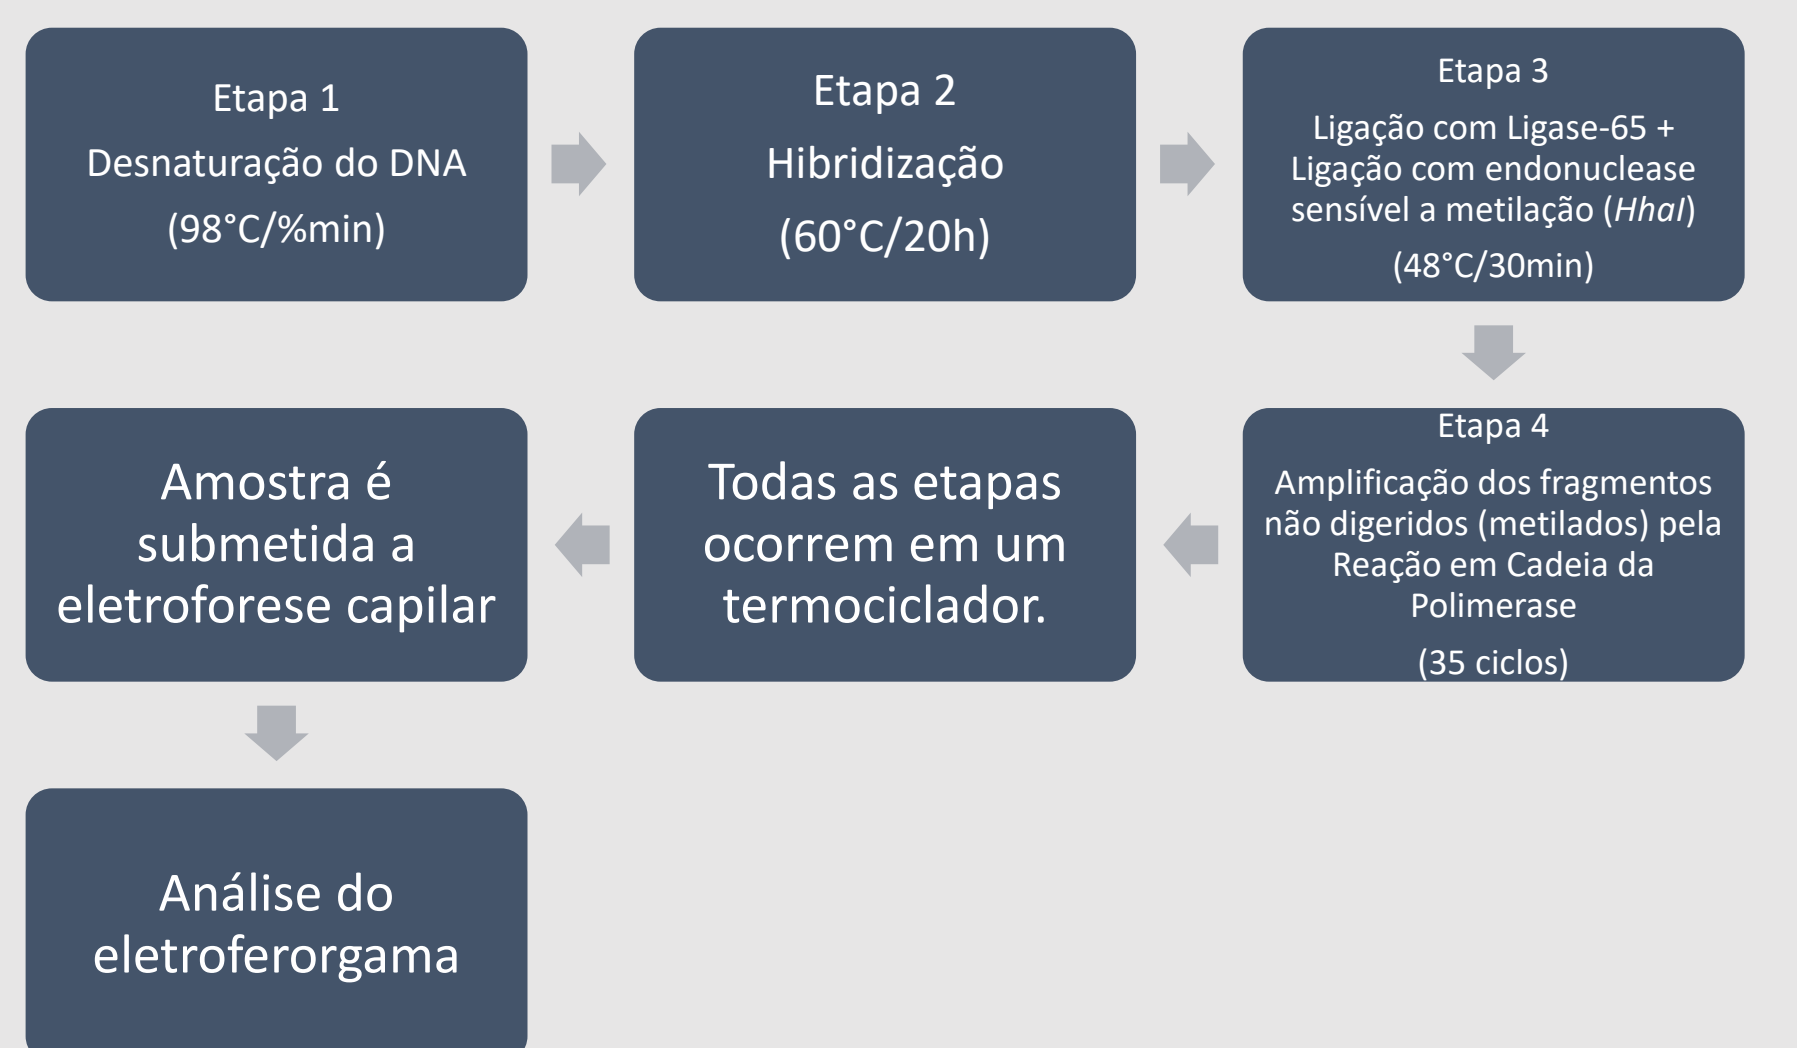 Etapa 1
Desnaturação do DNA
(98°C/%min)
Etapa 2
Hibridização
(60°C/20h)
Etapa 3
Ligação com Ligase-65 +
Ligação com endonuclease
sensível a metilação (HhaI)
(48°C/30min)
Etapa 4
Amplificação dos fragmentos
não digeridos (metilados) pela
Reação em Cadeia da
Polimerase
(35 ciclos)
Todas as etapas
ocorrem em um
termociclador.
Amostra é
submetida a
eletroforese capilar
Análise do
eletroferorgama